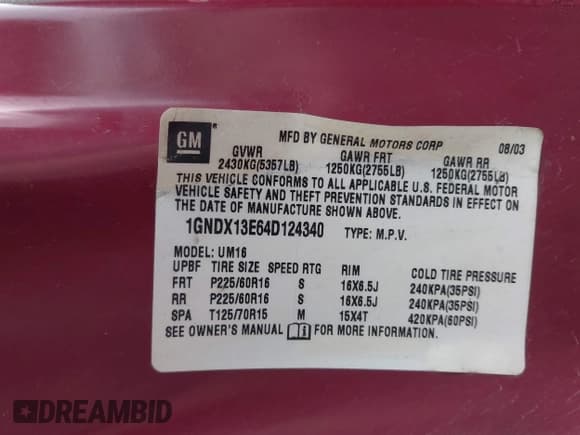 GM
MFD BY GENERAL MOTORS CORP 08/03
GVWR GAWR FRT GAWR RR
2430KG(5357LB) 1250KG(2755LB) 1250KG(2755LB)
THIS VEHICLE CONFORMS TO ALL APPLICABLE U.S. FEDERAL MOTOR
VEHICLE SAFETY AND THEFT PREVENTION STANDARDS IN EFFECT ON
THE DATE OF MANUFACTURE SHOWN ABOVE.
1GNDX13E64D124340 TYPE: M.P.V.
MODEL: UM16
UPBF TIRE SIZE SPEED RTG RIM COLD TIRE PRESSURE
FRT P225/60R16 S 16X6.5J 240KPA(35PSI)
RR P225/60R16 S 16X6.5J 240KPA(35PSI)
SPA T125/70R15 M 15X4T 420KPA(60PSI)
SEE OWNER'S MANUAL FOR MORE INFORMATION.
DREAMBID